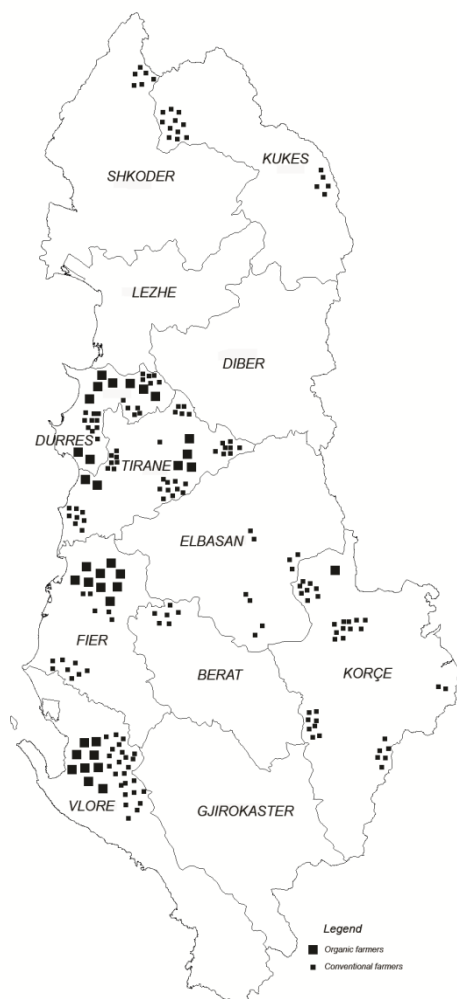 SHKODER
KUKES
LEZHE
DIBER
DURRES
TIRANE
ELBASAN
FIER
BERAT
KORÇE
VLORE
GJIROKASTER
Legend
Organic farmers
Conventional farmers